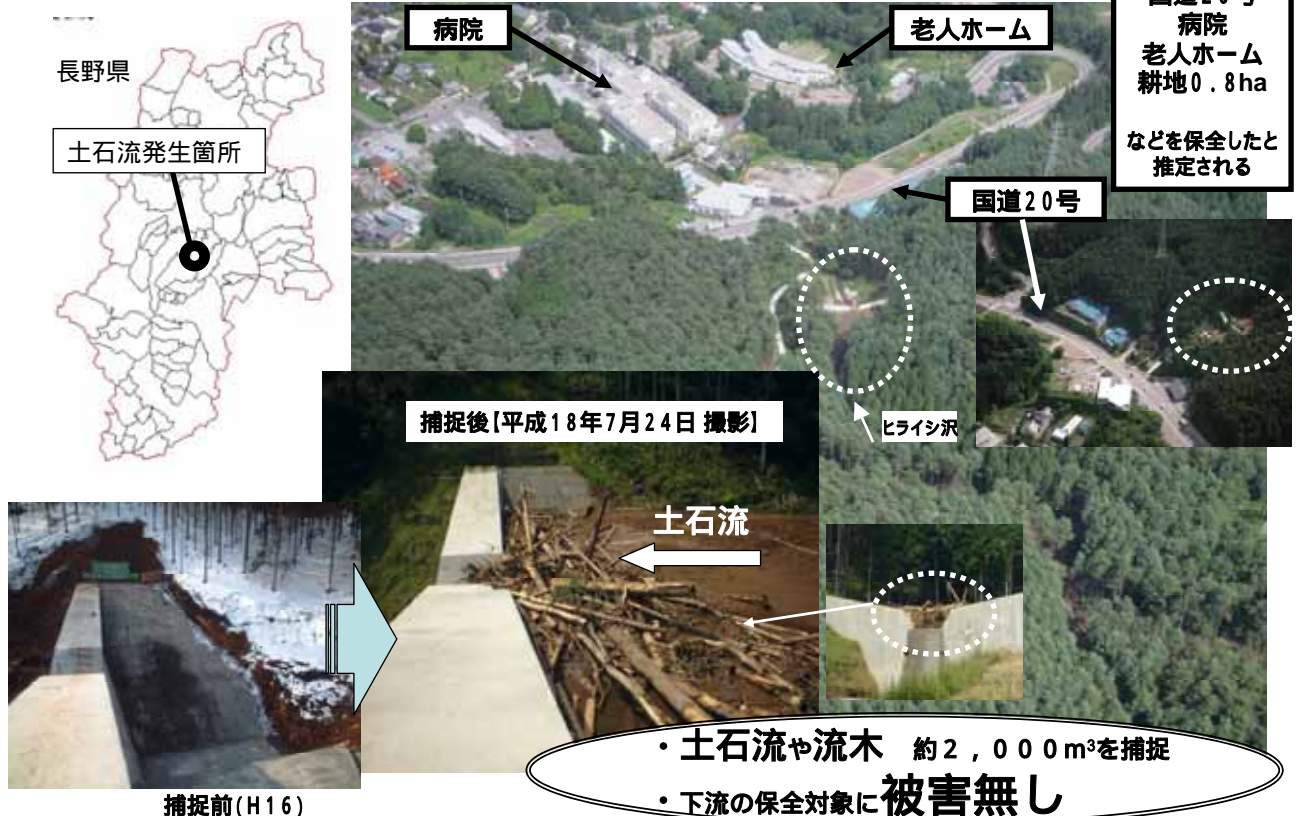 国道20号
病院
老人ホーム
耕地0.8ha
などを保全したと
推定される
病院
老人ホーム
長野県
土石流発生箇所
国道20号
捕捉後【平成18年7月24日 撮影】
ヒライシ沢
土石流
捕捉前(H16)
・土石流や流木 約2,000m³を捕捉
・下流の保全対象に被害無し